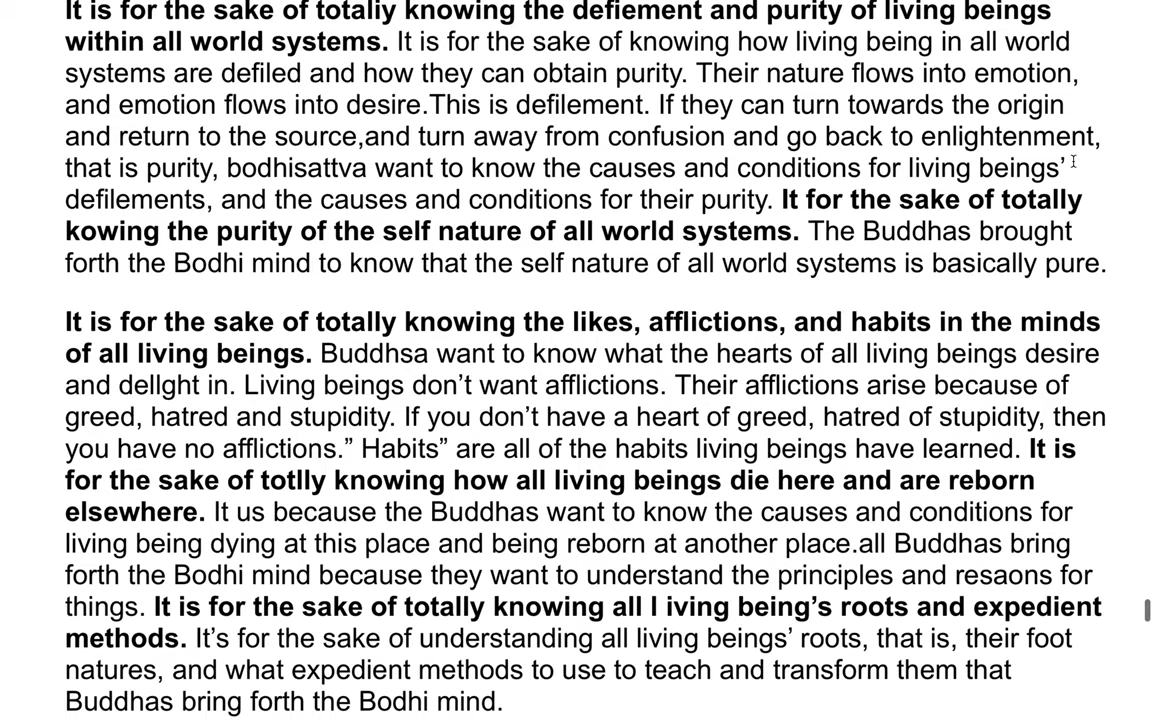 It is for the sake of totally knowing the defiement and purity of living beings
within all world systems. It is for the sake of knowing how living being in all world
systems are defiled and how they can obtain purity. Their nature flows into emotion,
and emotion flows into desire.This is defilement. If they can turn towards the origin
and return to the source,and turn away from confusion and go back to enlightenment,
that is purity, bodhisattva want to know the causes and conditions for living beings’
defilements, and the causes and conditions for their purity. It for the sake of totally
kowing the purity of the self nature of all world systems. The Buddhas brought
forth the Bodhi mind to know that the self nature of all world systems is basically pure.
It is for the sake of totally knowing the likes, afflictions, and habits in the minds
of all living beings. Buddhsa want to know what the hearts of all living beings desire
and dellght in. Living beings don’t want afflictions. Their afflictions arise because of
greed, hatred and stupidity. If you don’t have a heart of greed, hatred of stupidity, then
you have no afflictions.” Habits” are all of the habits living beings have learned. It is
for the sake of totlly knowing how all living beings die here and are reborn
elsewhere. It us because the Buddhas want to know the causes and conditions for
living being dying at this place and being reborn at another place.all Buddhas bring
forth the Bodhi mind because they want to understand the principles and resaons for
things. It is for the sake of totally knowing all l iving being’s roots and expedient
methods. It’s for the sake of understanding all living beings’ roots, that is, their foot
natures, and what expedient methods to use to teach and transform them that
Buddhas bring forth the Bodhi mind.